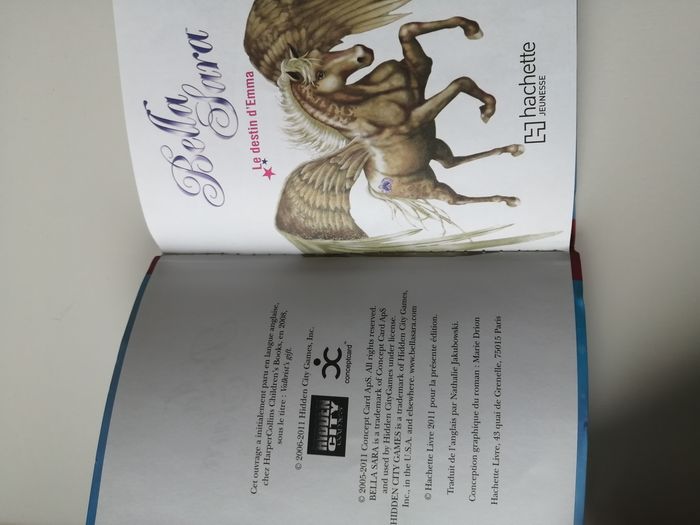 Cet ouvrage a initialement paru en langue anglaise,
chez HarperCollins Children's Books, en 2008,
sous le titre : Valkrist's gift.
© 2006-2011 Hidden City Games, Inc.
HIDDEN
CITY
GAMES
conceptcard
© 2005-2011 Concept Card ApS. All rights reserved.
BELLA SARA is a trademark of Concept Card ApS
and used by Hidden CityGames under license.
HIDDEN CITY GAMES is a trademark of Hidden City Games,
Inc., in the U.S.A. and elsewhere. www.bellasara.com
© Hachette Livre 2011 pour la présente édition.
Traduit de l'anglais par Nathalie Jakubowski.
Conception graphique du roman : Marie Drion
Hachette Livre, 43 quai de Grenelle, 75015 Paris
Bella
Sara™
Le destin d'Emma
hachette
JEUNESSE